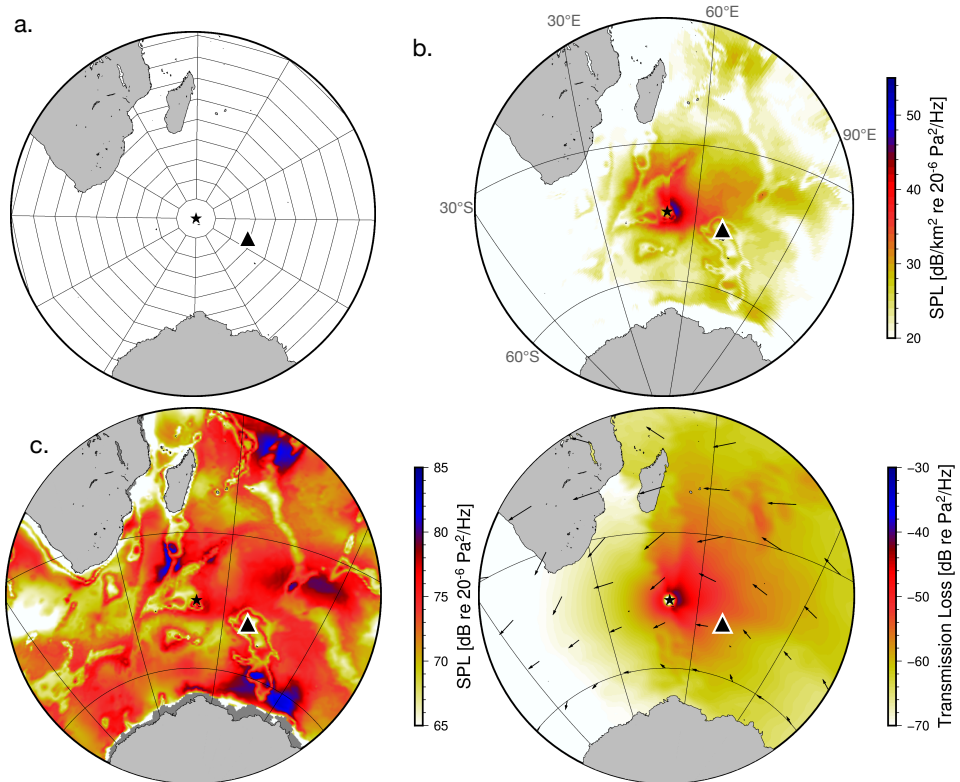 a.
b.
30°E
60°E
90°E
30°S
60°S
50
40
30
20
SPL [dB/km² re 20⁻⁶ Pa²/Hz]
c.
85
80
75
70
65
SPL [dB re 20⁻⁶ Pa²/Hz]
−30
−40
−50
−60
−70
Transmission Loss [dB re Pa²/Hz]